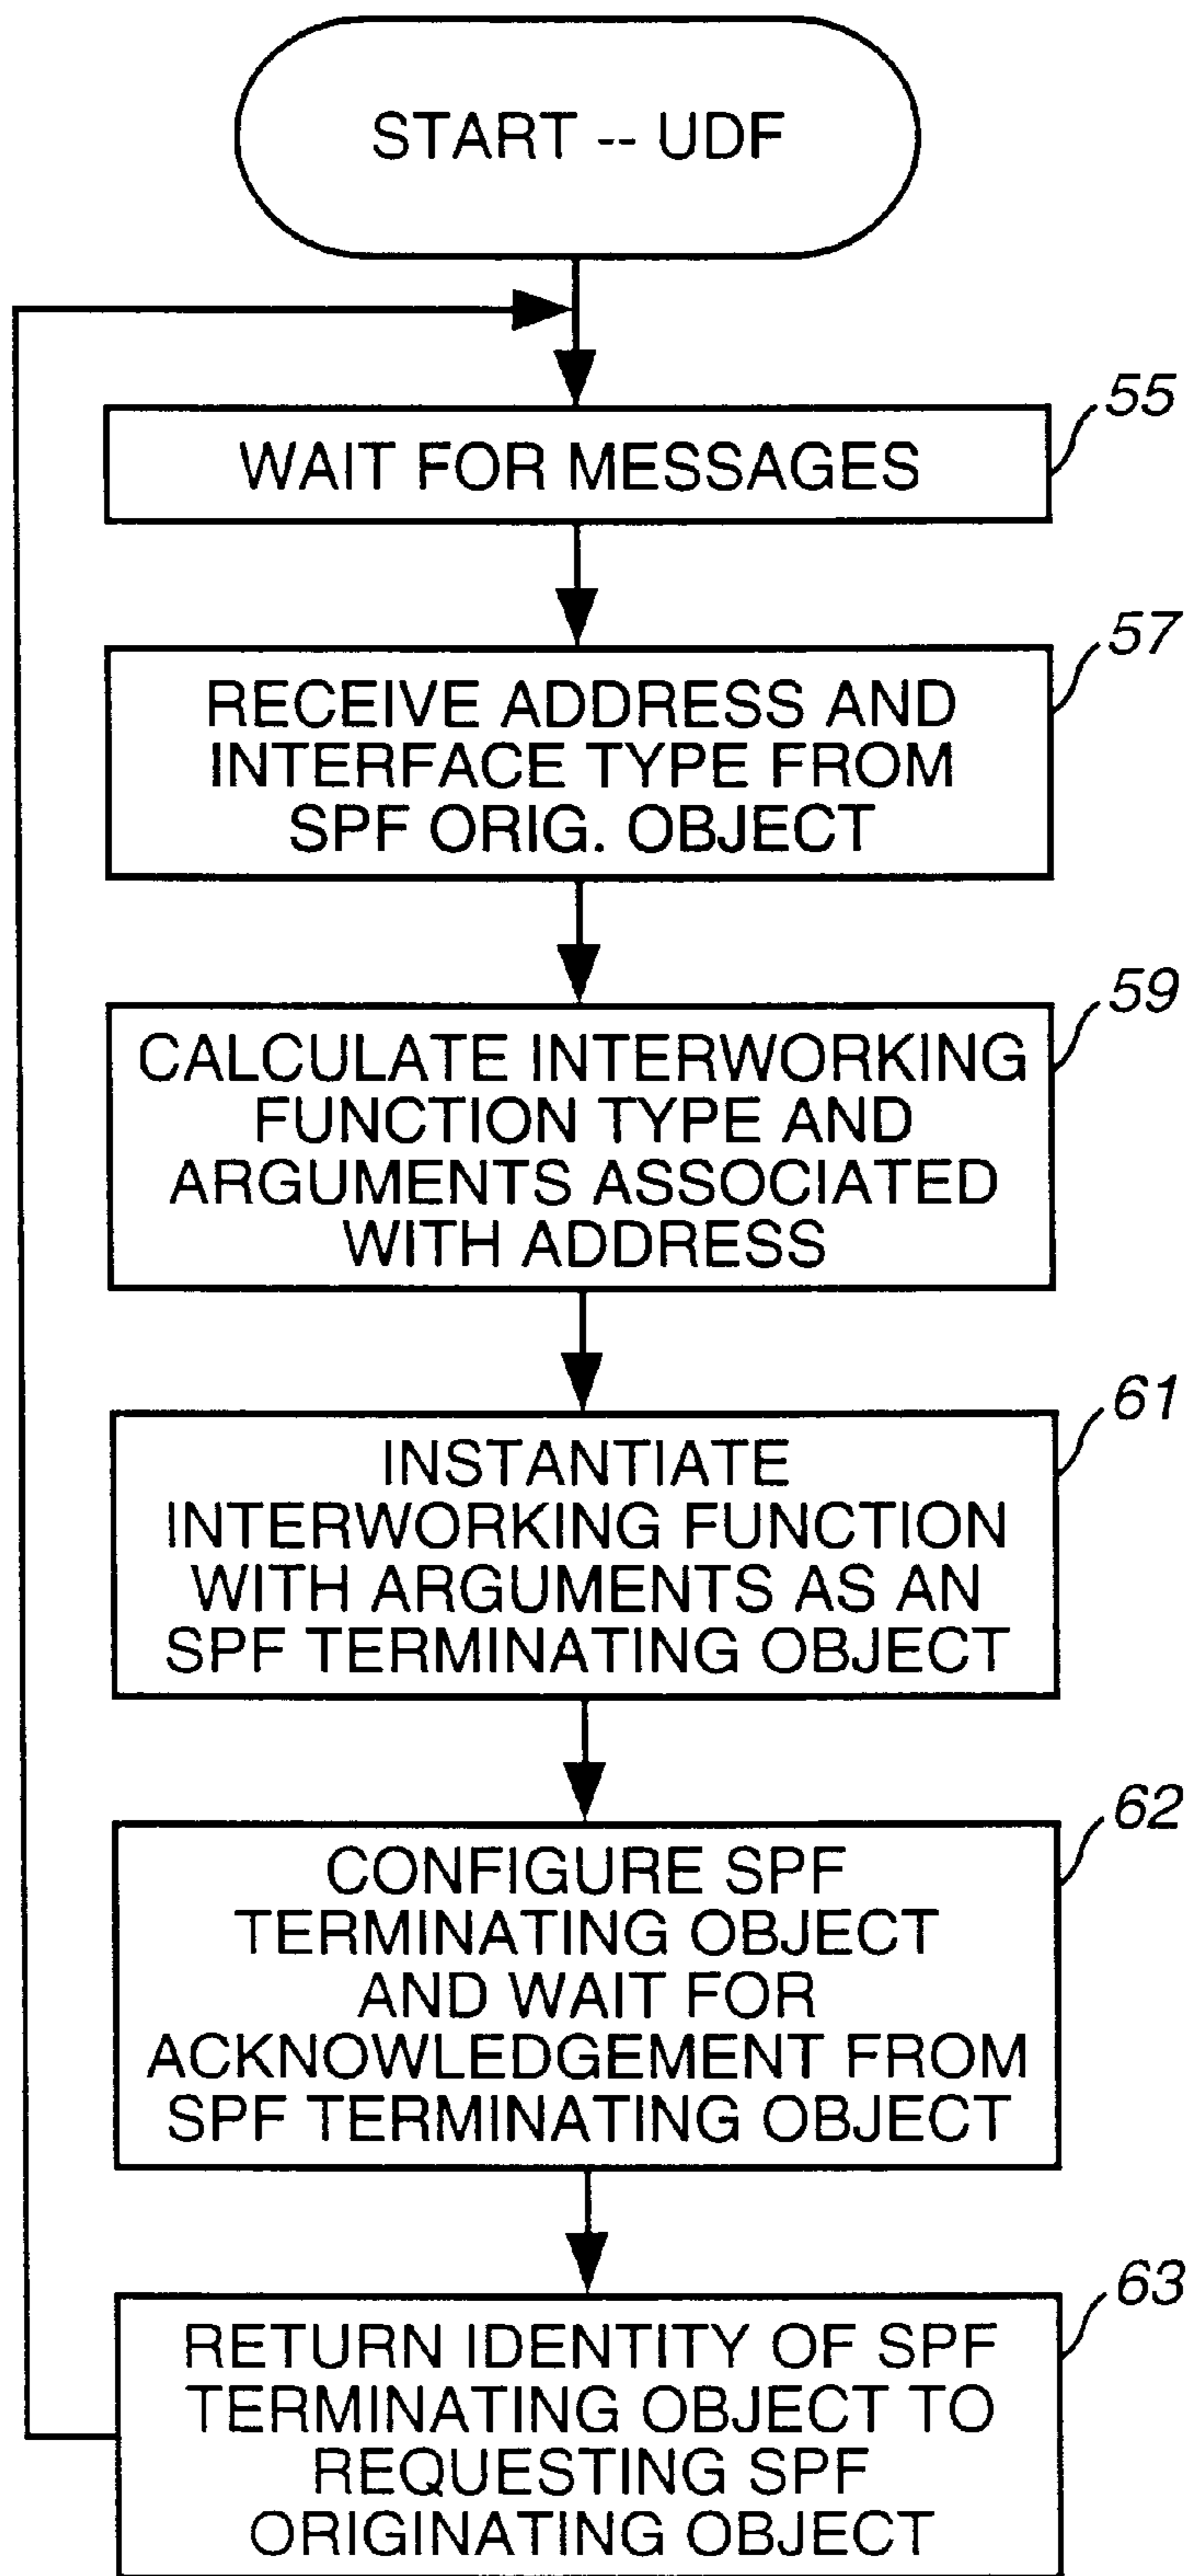 START -- UDF
55
WAIT FOR MESSAGES
57
RECEIVE ADDRESS AND
INTERFACE TYPE FROM
SPF ORIG. OBJECT
59
CALCULATE INTERWORKING
FUNCTION TYPE AND
ARGUMENTS ASSOCIATED
WITH ADDRESS
61
INSTANTIATE
INTERWORKING FUNCTION
WITH ARGUMENTS AS AN
SPF TERMINATING OBJECT
62
CONFIGURE SPF
TERMINATING OBJECT
AND WAIT FOR
ACKNOWLEDGEMENT FROM
SPF TERMINATING OBJECT
63
RETURN IDENTITY OF SPF
TERMINATING OBJECT TO
REQUESTING SPF
ORIGINATING OBJECT